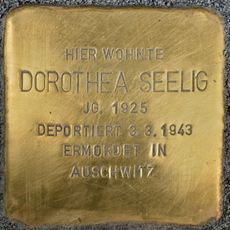 HIER WOHNTE
DOROTHEA SEELIG
JG. 1925
DEPORTIERT 3.3.1943
ERMORDET IN
AUSCHWITZ